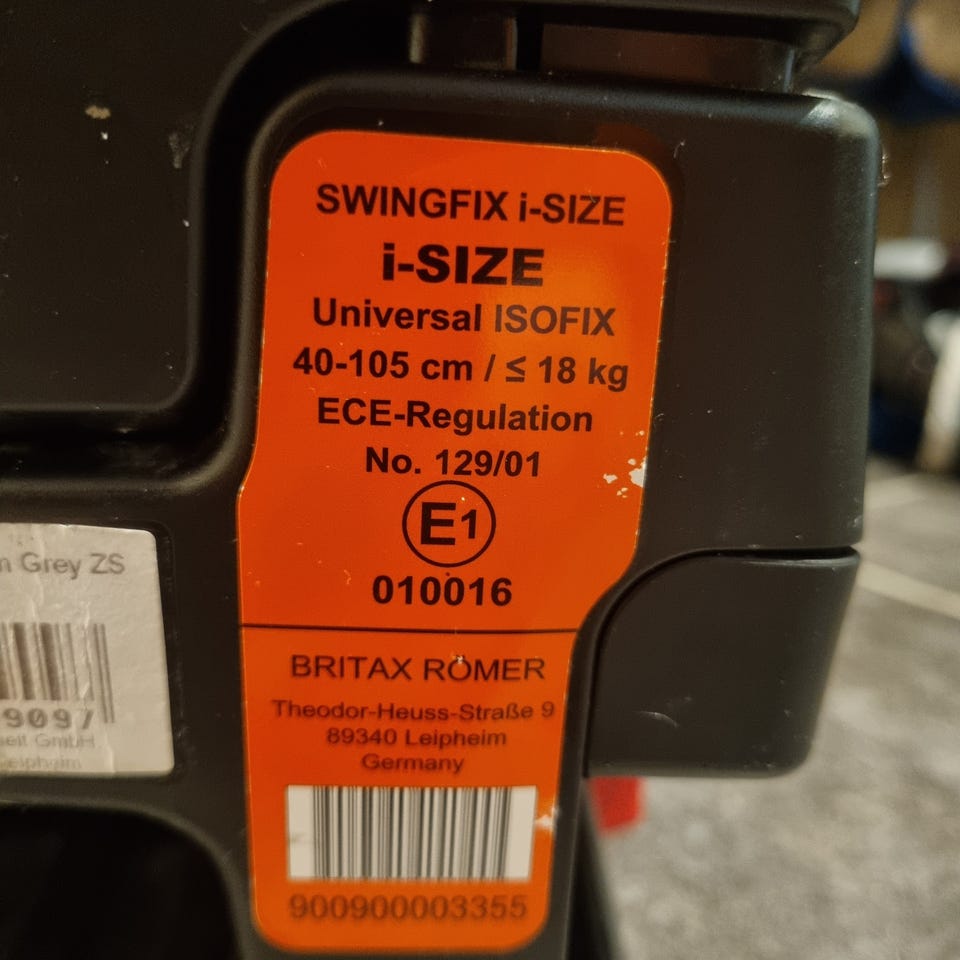 SWINGFIX i-SIZE
i-SIZE
Universal ISOFIX
40-105 cm / ≤ 18 kg
ECE-Regulation
No. 129/01
E1
010016
BRITAX RÖMER
Theodor-Heuss-Straße 9
89340 Leipheim
Germany
900900003355
Grey ZS
9097
GmbH